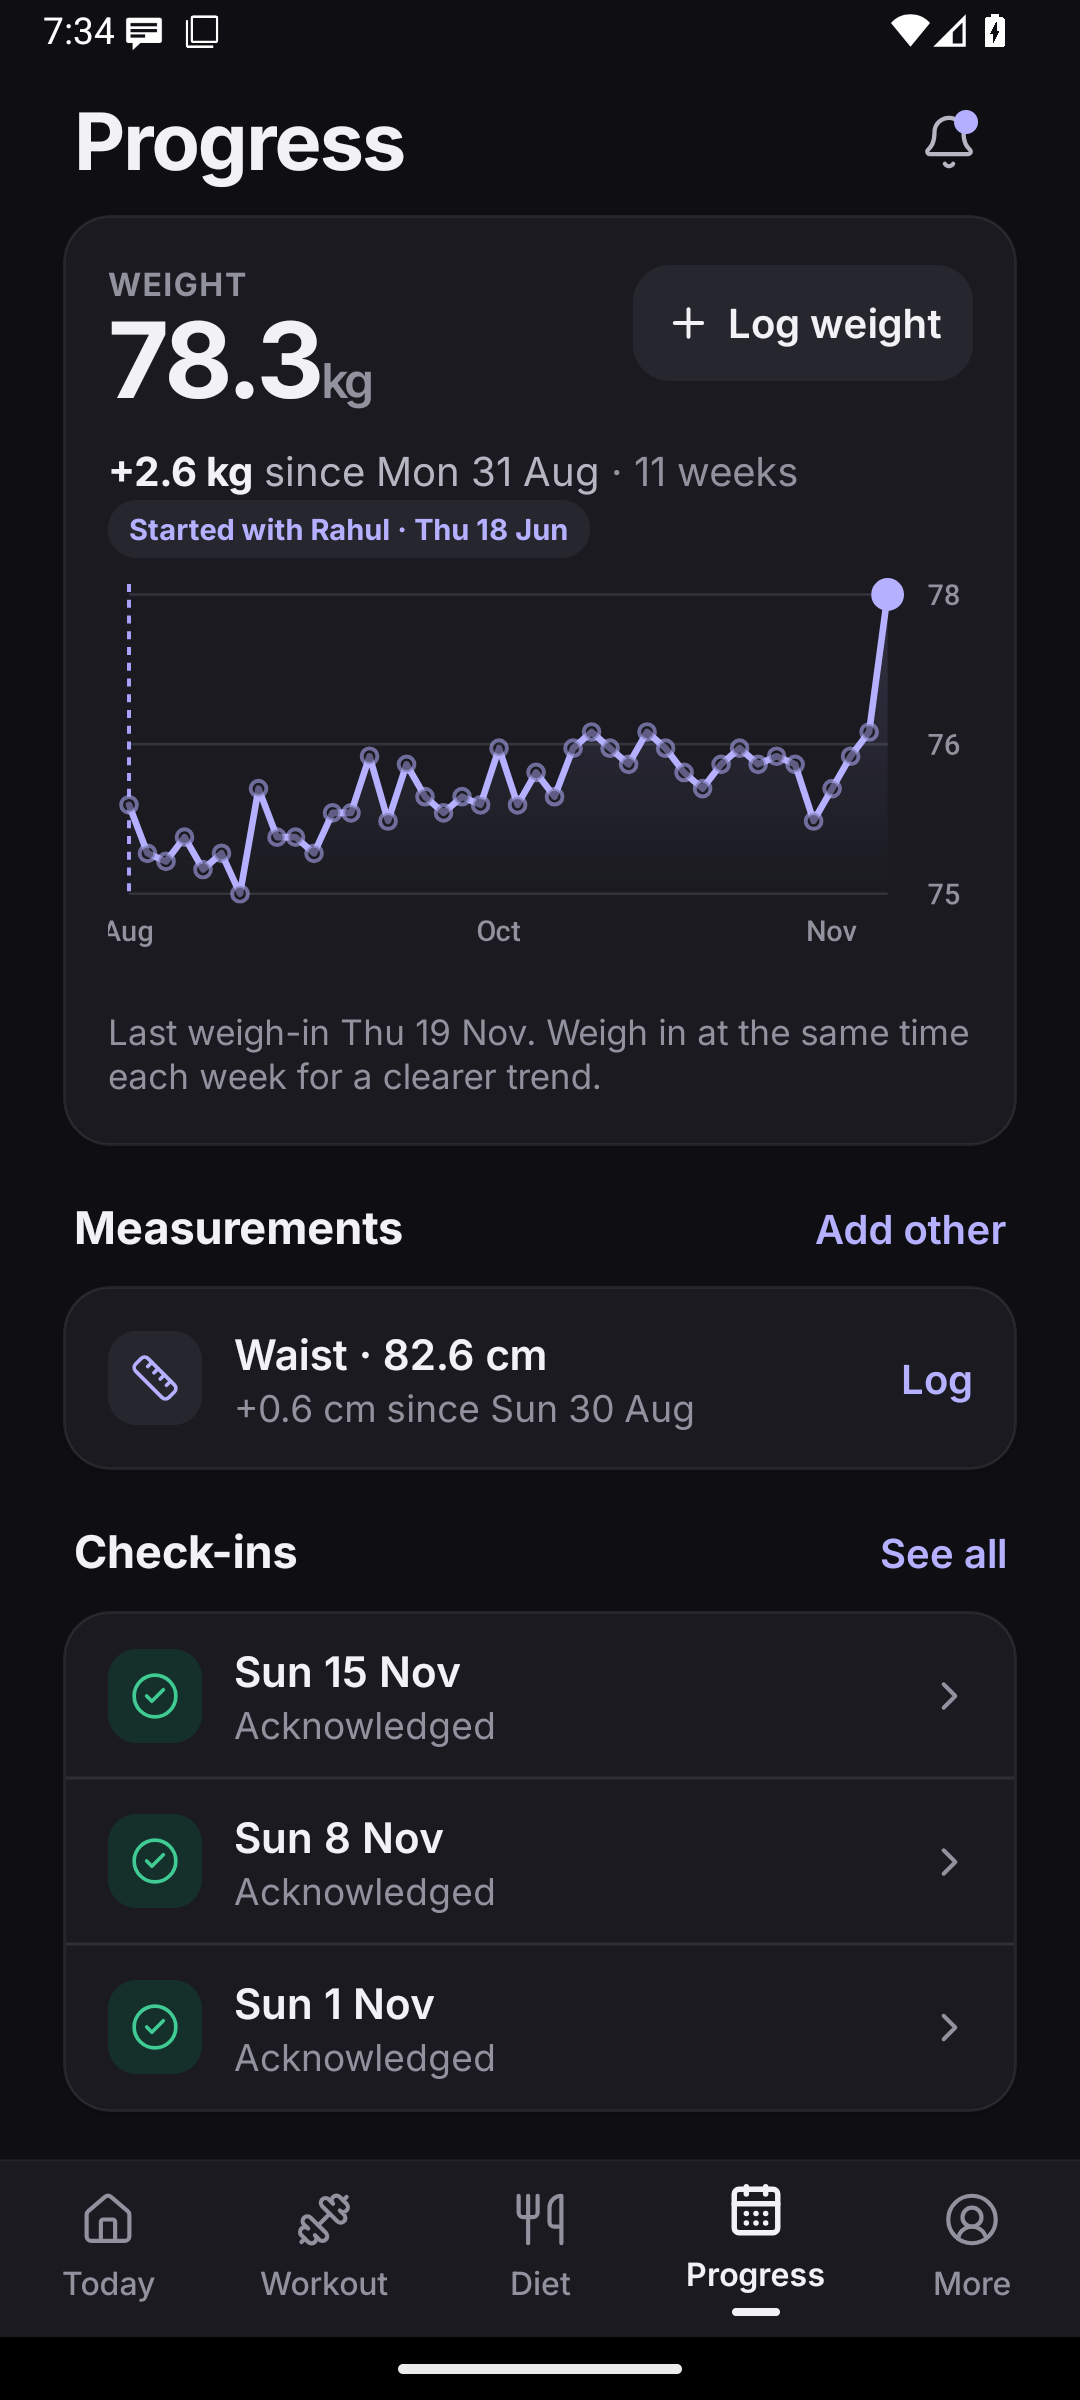 7:34
Progress
WEIGHT
78.3kg
+ Log weight
+2.6 kg since Mon 31 Aug · 11 weeks
Started with Rahul · Thu 18 Jun
78
76
75
Aug
Oct
Nov
Last weigh-in Thu 19 Nov. Weigh in at the same time
each week for a clearer trend.
Measurements
Add other
Waist · 82.6 cm
+0.6 cm since Sun 30 Aug
Log
Check-ins
See all
Sun 15 Nov
Acknowledged
Sun 8 Nov
Acknowledged
Sun 1 Nov
Acknowledged
Today
Workout
Diet
Progress
More